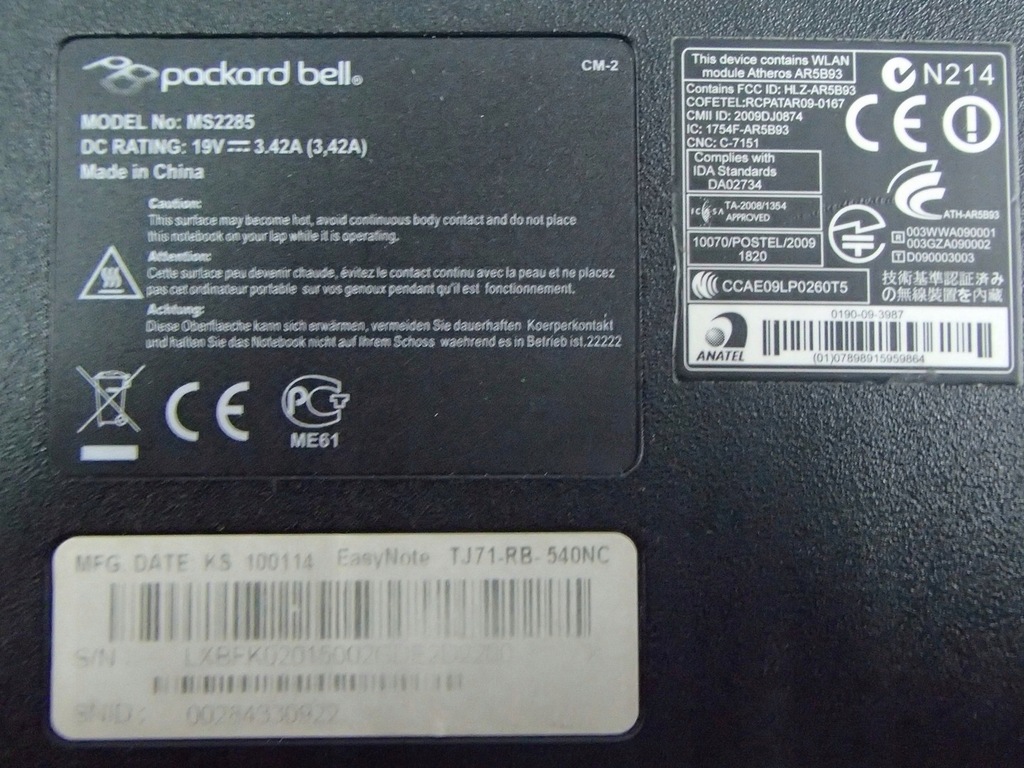 packard bell®
CM-2
MODEL No: MS2285
DC RATING: 19V ⎓ 3.42A (3,42A)
Made in China
Caution:
This surface may become hot, avoid continuous body contact and do not place
this notebook on your lap while it is operating.
Attention:
Cette surface peu devenir chaude, évitez le contact continu avec la peau et ne placez
pas cet ordinateur portable sur vos genoux pendant qu'il est fonctionnement.
Achtung:
Diese Oberflaeche kann sich erwärmen, vermeiden Sie dauerhaften Koerperkontakt
und halten Sie das Notebook nicht auf Ihrem Schoss waehrend es in Betrieb ist.22222
CE
PCT
ME61
This device contains WLAN
module Atheros AR5B93
N214
Contains FCC ID: HLZ-AR5B93
COFETEL:RCPATAR09-0167
CMII ID: 2009DJ0874
IC: 1754F-AR5B93
CNC: C-7151
CE
Complies with
IDA Standards
DA02734
ICASA TA-2008/1354
APPROVED
ATH-AR5B93
10070/POSTEL/2009
1820
R 003WWA090001
003GZA090002
T D090003003
CCAE09LP0260T5
技術基準認証済み
の無線装置を内蔵
ANATEL
0190-09-3987
(01)07898915959864
MFG DATE KS 100114 EasyNote TJ71-RB-540NC
S/N :
SNID : 00284330922